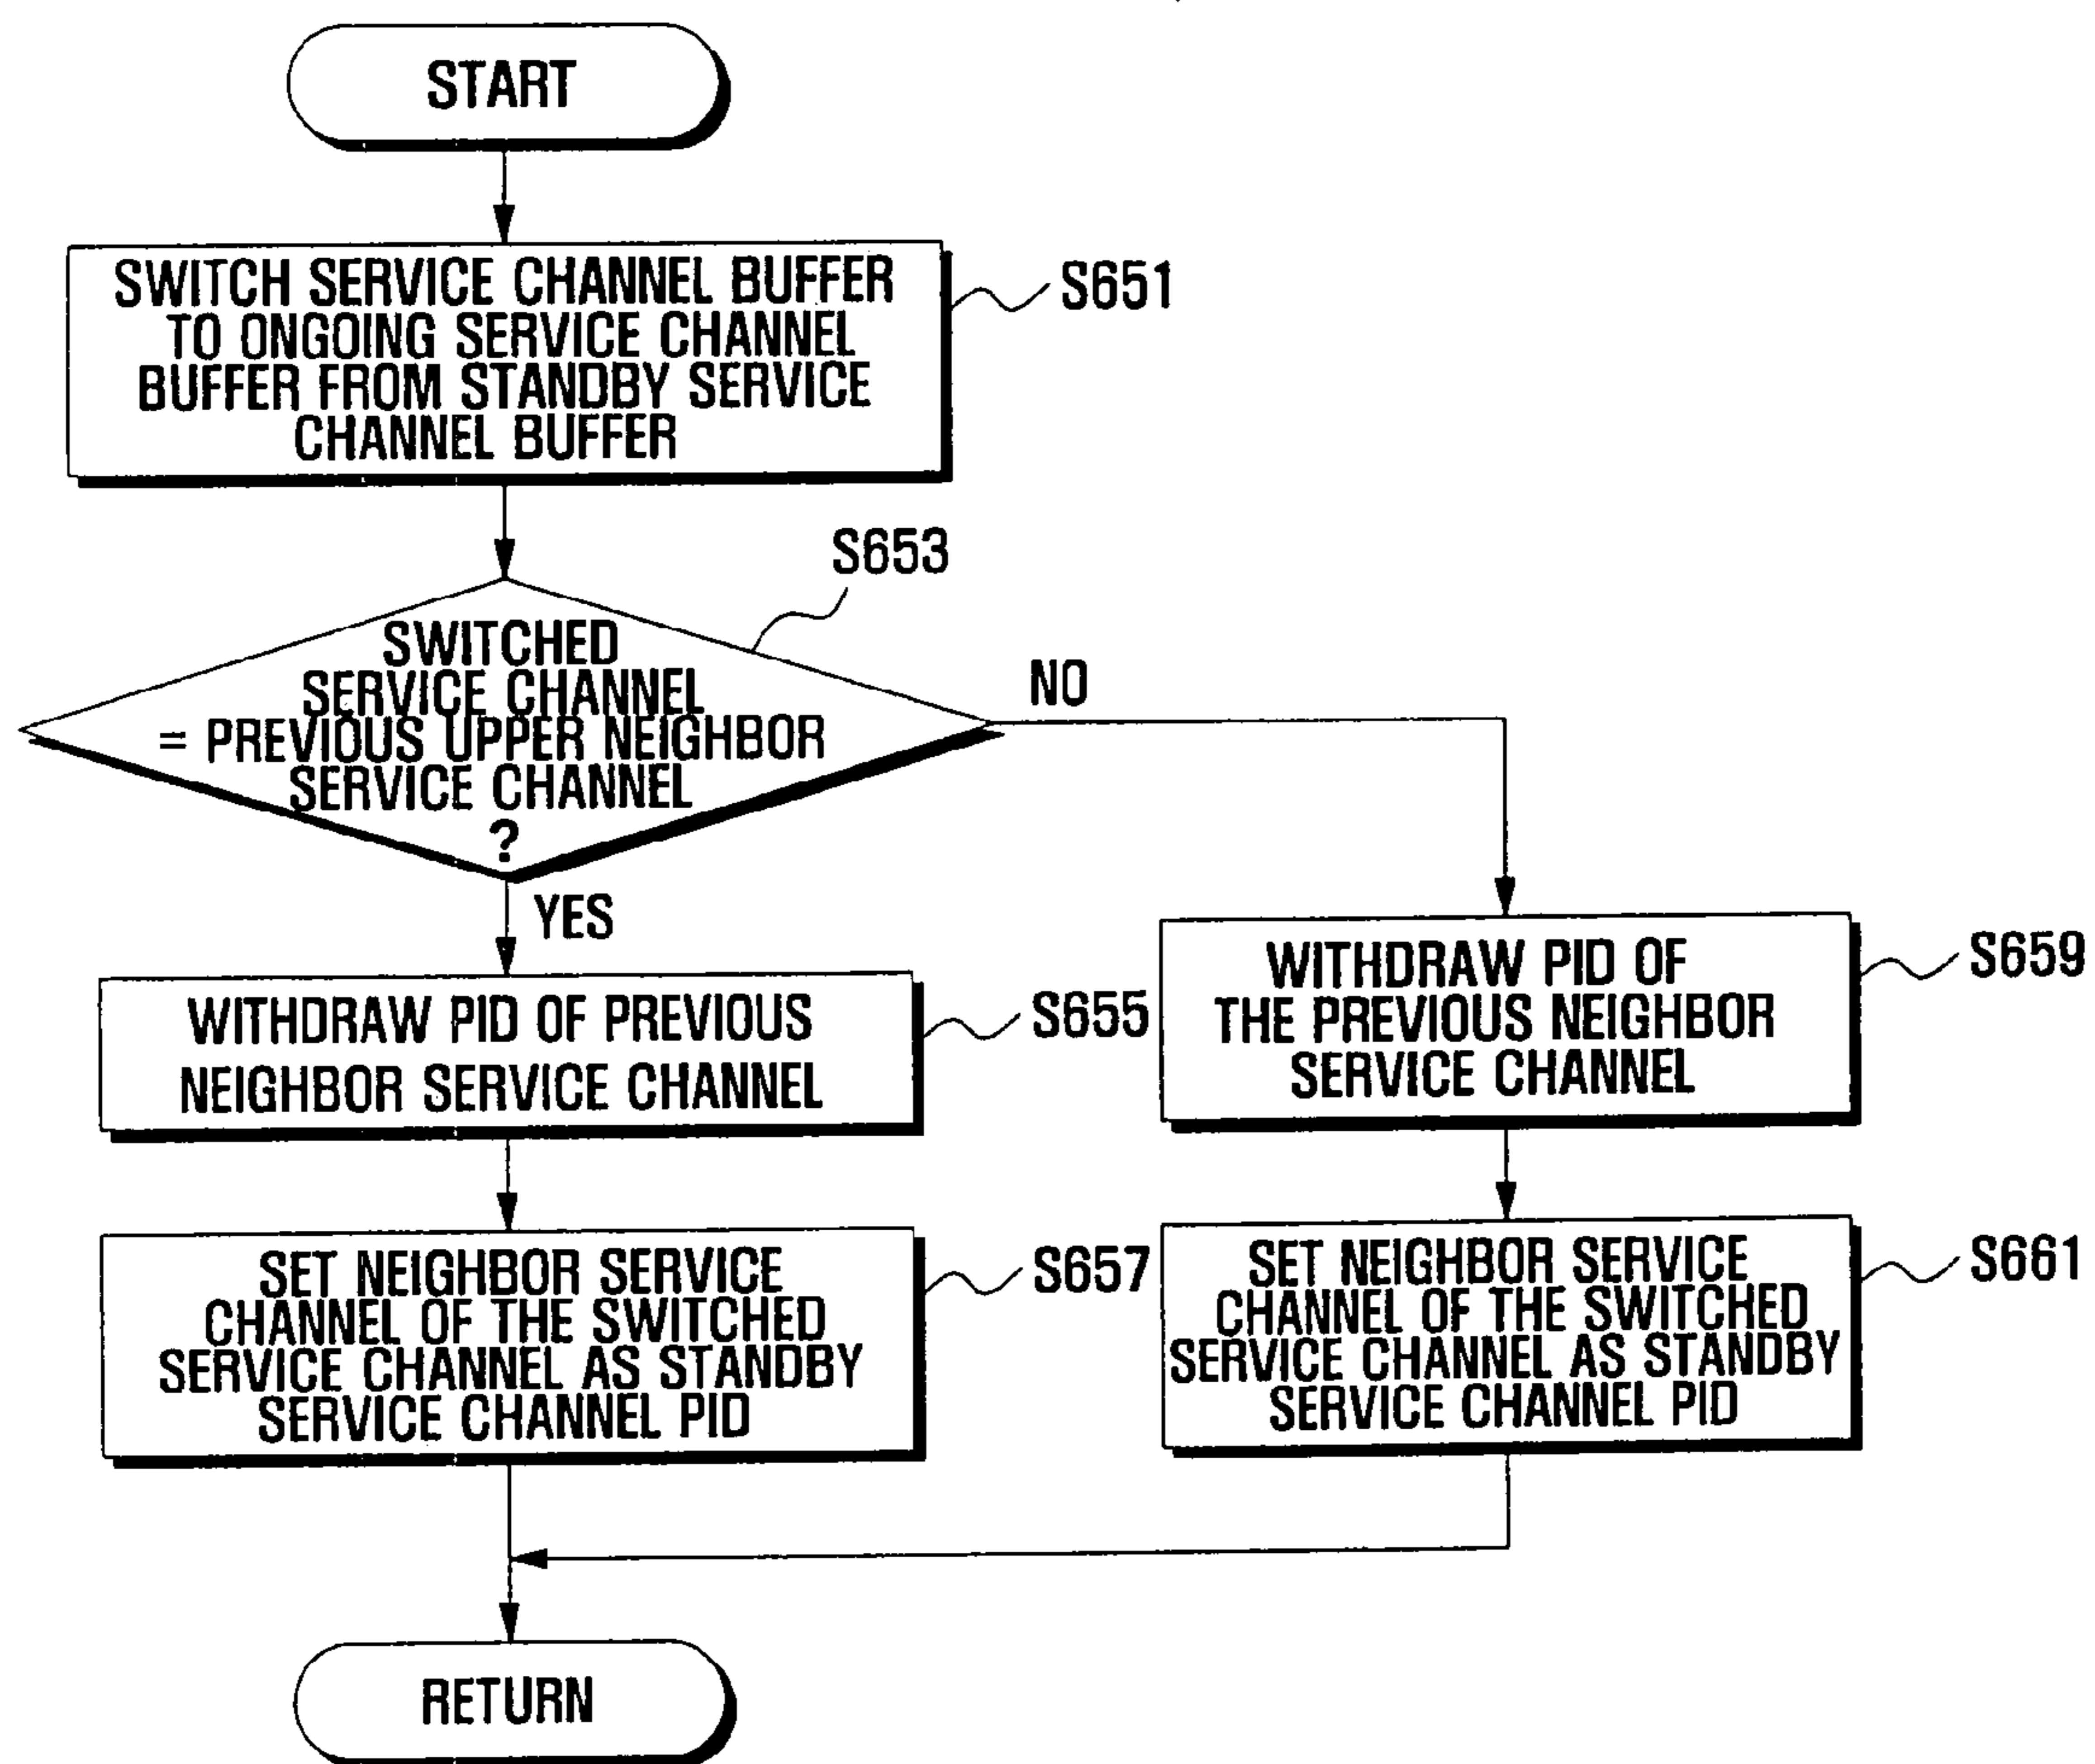 START
SWITCH SERVICE CHANNEL BUFFER
TO ONGOING SERVICE CHANNEL
BUFFER FROM STANDBY SERVICE
CHANNEL BUFFER
S651
S653
SWITCHED
SERVICE CHANNEL
= PREVIOUS UPPER NEIGHBOR
SERVICE CHANNEL
?
NO
YES
WITHDRAW PID OF PREVIOUS
NEIGHBOR SERVICE CHANNEL
S655
WITHDRAW PID OF
THE PREVIOUS NEIGHBOR
SERVICE CHANNEL
S659
SET NEIGHBOR SERVICE
CHANNEL OF THE SWITCHED
SERVICE CHANNEL AS STANDBY
SERVICE CHANNEL PID
S657
SET NEIGHBOR SERVICE
CHANNEL OF THE SWITCHED
SERVICE CHANNEL AS STANDBY
SERVICE CHANNEL PID
S661
RETURN